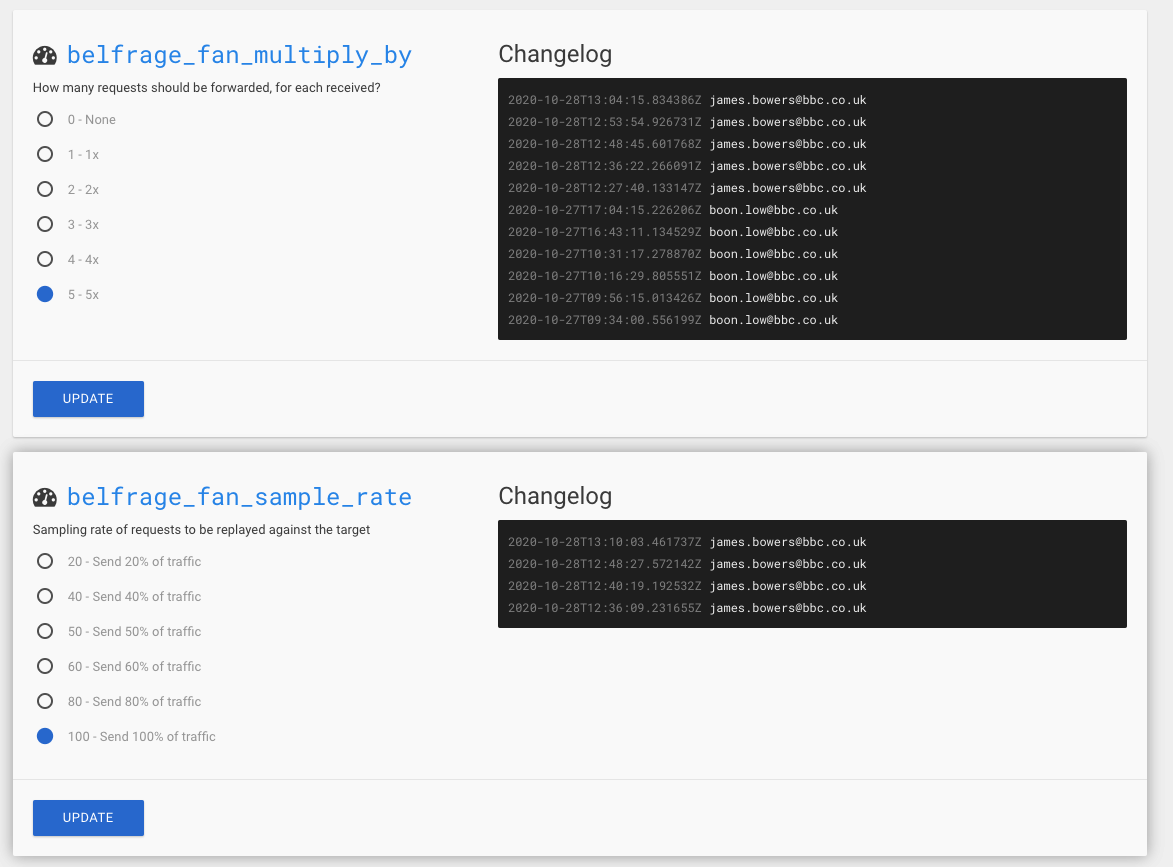 belfrage_fan_multiply_by
How many requests should be forwarded, for each received?
0 - None
1 - 1x
2 - 2x
3 - 3x
4 - 4x
5 - 5x
Changelog
2020-10-28T13:04:15.834386Z james.bowers@bbc.co.uk
2020-10-28T12:53:54.926731Z james.bowers@bbc.co.uk
2020-10-28T12:48:45.601768Z james.bowers@bbc.co.uk
2020-10-28T12:36:22.266091Z james.bowers@bbc.co.uk
2020-10-28T12:27:40.133147Z james.bowers@bbc.co.uk
2020-10-27T17:04:15.226206Z boon.low@bbc.co.uk
2020-10-27T16:43:11.134529Z boon.low@bbc.co.uk
2020-10-27T10:31:17.278870Z boon.low@bbc.co.uk
2020-10-27T10:16:29.805551Z boon.low@bbc.co.uk
2020-10-27T09:56:15.013426Z boon.low@bbc.co.uk
2020-10-27T09:34:00.556199Z boon.low@bbc.co.uk
UPDATE
belfrage_fan_sample_rate
Sampling rate of requests to be replayed against the target
20 - Send 20% of traffic
40 - Send 40% of traffic
50 - Send 50% of traffic
60 - Send 60% of traffic
80 - Send 80% of traffic
100 - Send 100% of traffic
Changelog
2020-10-28T13:10:03.461737Z james.bowers@bbc.co.uk
2020-10-28T12:48:27.572142Z james.bowers@bbc.co.uk
2020-10-28T12:40:19.192532Z james.bowers@bbc.co.uk
2020-10-28T12:36:09.231655Z james.bowers@bbc.co.uk
UPDATE